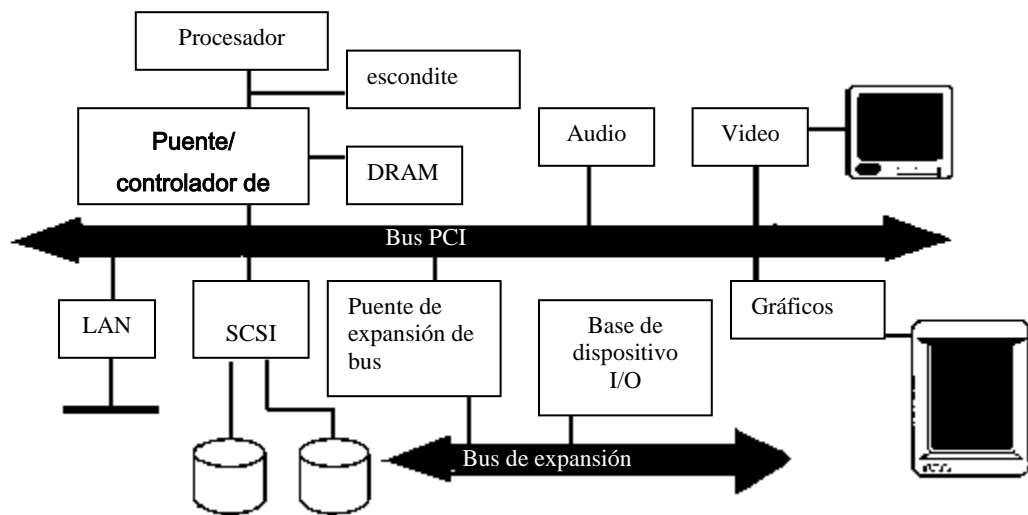 Procesador
escondite
Puente/
controlador de
DRAM
Audio
Video
Bus PCI
LAN
SCSI
Puente de
expansión de
bus
Base de
dispositivo
I/O
Gráficos
Bus de expansión